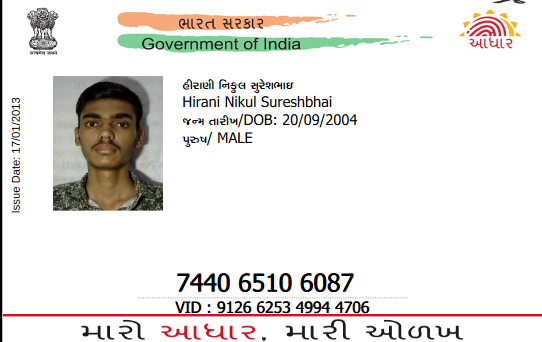 ભારત સરકાર
Government of India
આધાર
હીરાણી નિકુલ સુરેશભાઇ
Hirani Nikul Sureshbhai
જન્મ તારીખ/DOB: 20/09/2004
પુરુષ/ MALE
Issue Date: 17/01/2013
7440 6510 6087
VID : 9126 6253 4994 4706
મારો આધાર, મારી ઓળખ